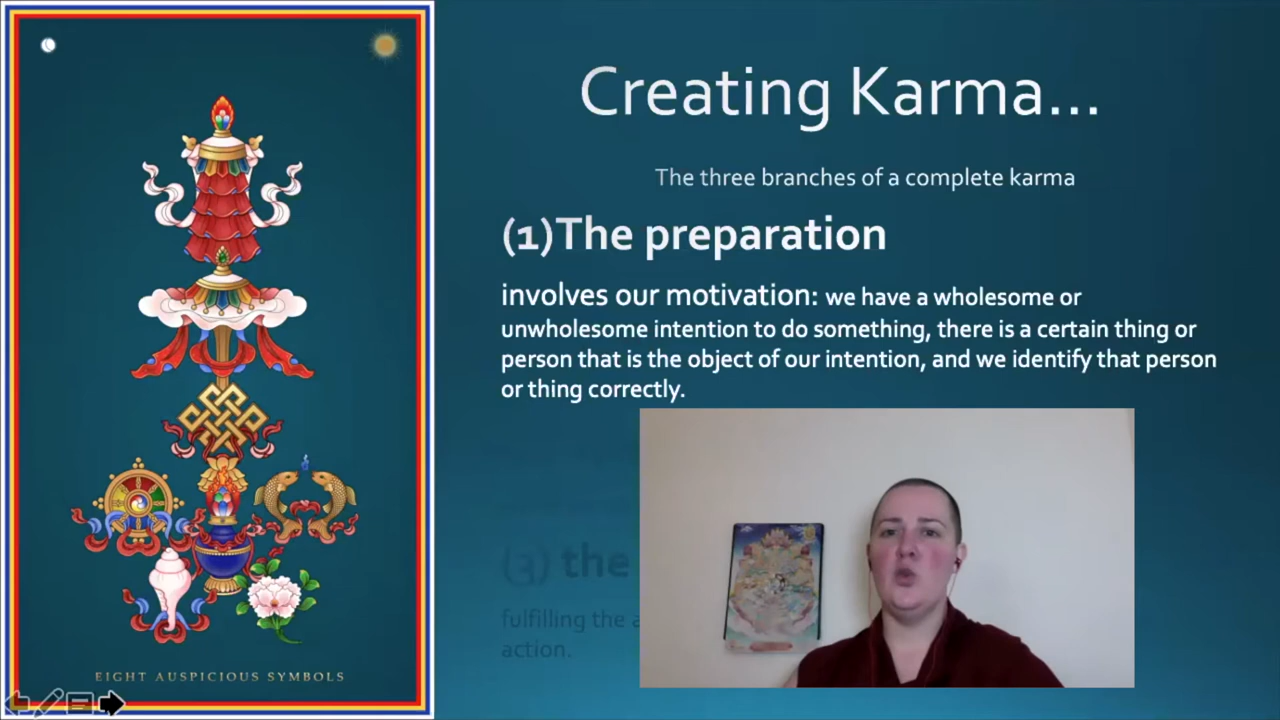 Creating Karma...
The three branches of a complete karma
(1)The preparation
involves our motivation: we have a wholesome or
unwholesome intention to do something, there is a certain thing or
person that is the object of our intention, and we identify that person
or thing correctly.
(3) the
fulfilling the a
action.
EIGHT AUSPICIOUS SYMBOLS